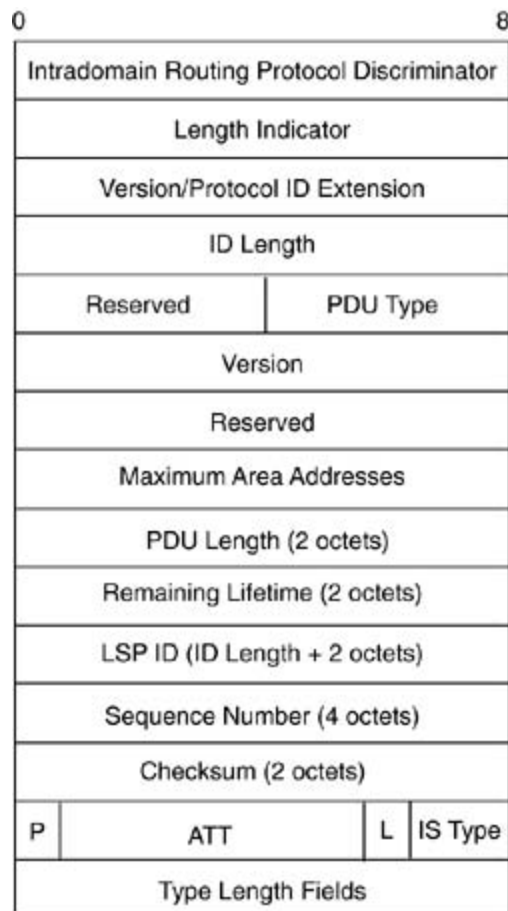 0 8
Intradomain Routing Protocol Discriminator
Length Indicator
Version/Protocol ID Extension
ID Length
Reserved PDU Type
Version
Reserved
Maximum Area Addresses
PDU Length (2 octets)
Remaining Lifetime (2 octets)
LSP ID (ID Length + 2 octets)
Sequence Number (4 octets)
Checksum (2 octets)
P ATT L IS Type
Type Length Fields